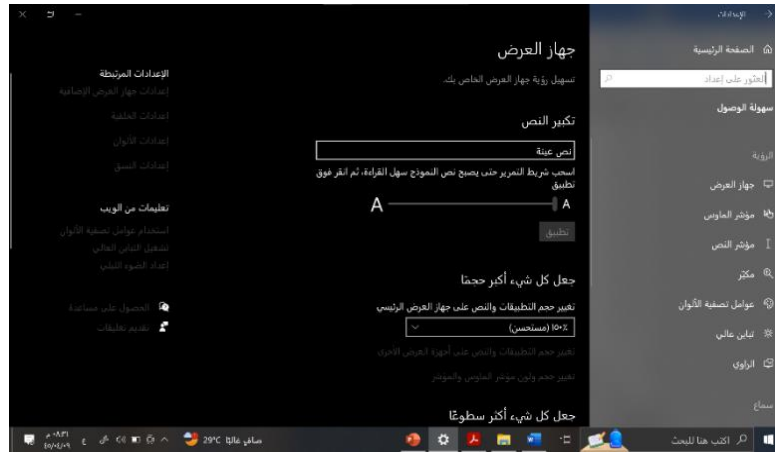 الإعدادات
الصفحة الرئيسية
العثور على إعداد
سهولة الوصول
الرؤية
جهاز العرض
مؤشر الماوس
مؤشر النص
مكبّر
عوامل تصفية الألوان
تباين عالي
الراوي
سماع
جهاز العرض
تسهيل رؤية جهاز العرض الخاص بك.
تكبير النص
نص عينة
اسحب شريط التمرير حتى يصبح نص النموذج سهل القراءة، ثم انقر فوق
تطبيق
A A
تطبيق
جعل كل شيء أكبر حجمًا
تغيير حجم التطبيقات والنص على جهاز العرض الرئيسي
١٥٠٪ (مستحسن)
تغيير حجم التطبيقات والنص على أجهزة العرض الأخرى
تغيير حجم ولون مؤشر الماوس والمؤشر
جعل كل شيء أكثر سطوعًا
الإعدادات المرتبطة
إعدادات جهاز العرض الإضافية
إعدادات الخلفية
إعدادات الألوان
إعدادات النسق
تعليمات من الويب
استخدام عوامل تصفية الألوان
تشغيل التباين العالي
إعداد الضوء الليلي
الحصول على مساعدة
تقديم تعليقات
اكتب هنا للبحث
صافي غالبًا 29°C
ع